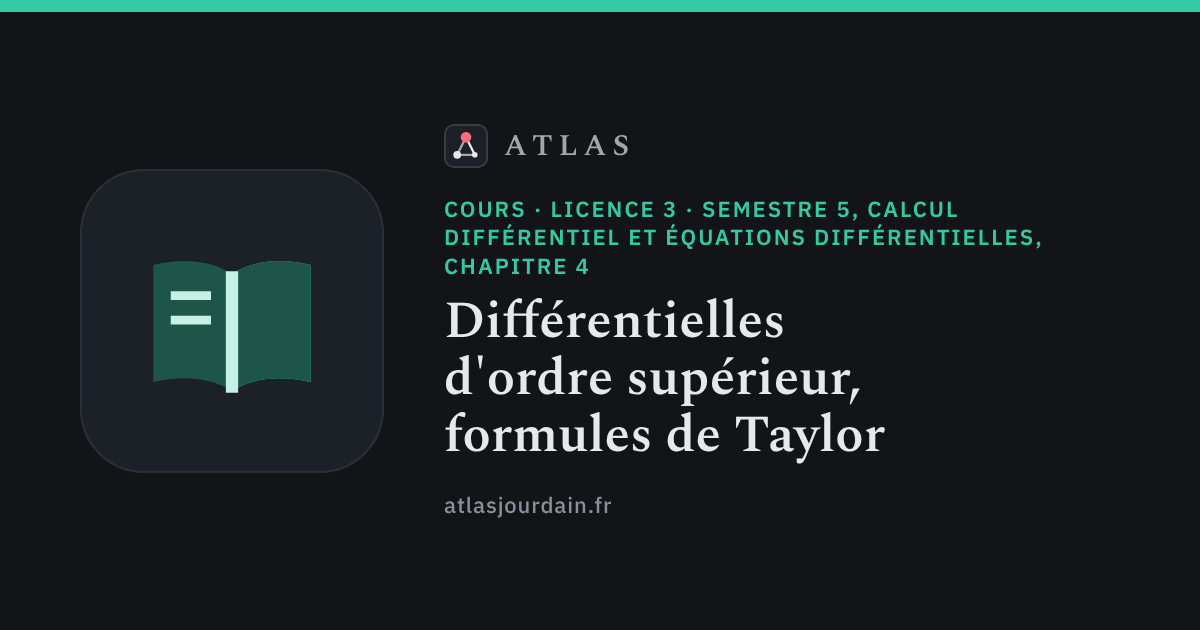 ATLAS
COURS · LICENCE 3 · SEMESTRE 5, CALCUL
DIFFÉRENTIEL ET ÉQUATIONS DIFFÉRENTIELLES,
CHAPITRE 4
Différentielles
d'ordre supérieur,
formules de Taylor
atlasjourdain.fr